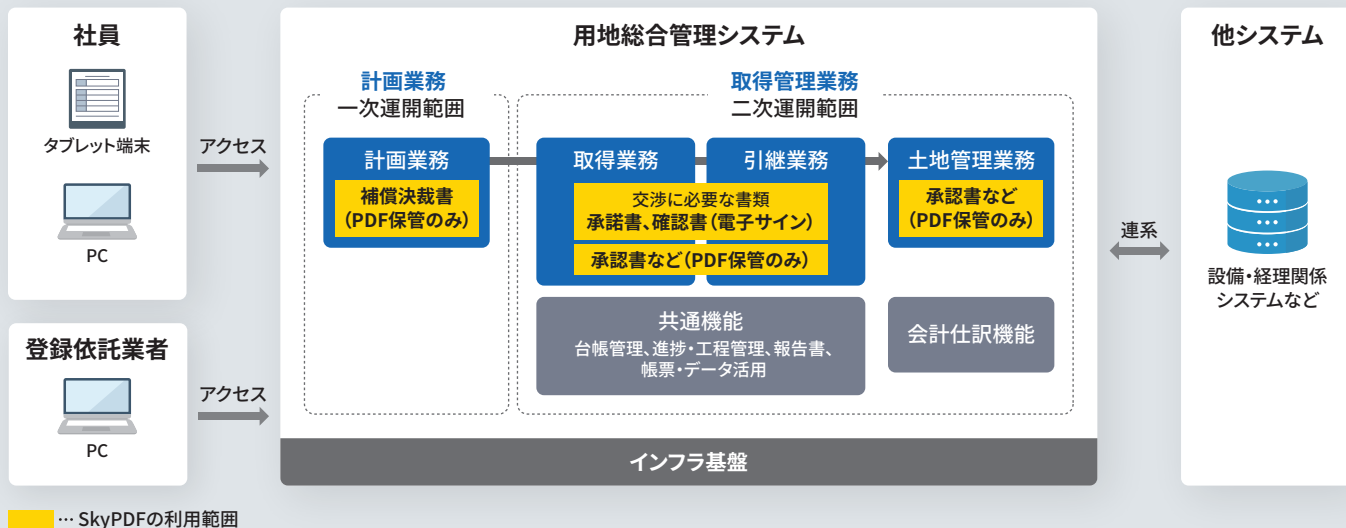 社員
タブレット端末
PC
アクセス
登録依託業者
PC
アクセス
用地総合管理システム
計画業務
一次運開範囲
計画業務
補償決裁書
(PDF保管のみ)
取得管理業務
二次運開範囲
取得業務
引継業務
交渉に必要な書類
承諾書、確認書(電子サイン)
承認書など(PDF保管のみ)
土地管理業務
承認書など
(PDF保管のみ)
共通機能
台帳管理、進捗・工程管理、報告書、
帳票・データ活用
会計仕訳機能
インフラ基盤
連系
他システム
設備・経理関係
システムなど
… SkyPDFの利用範囲